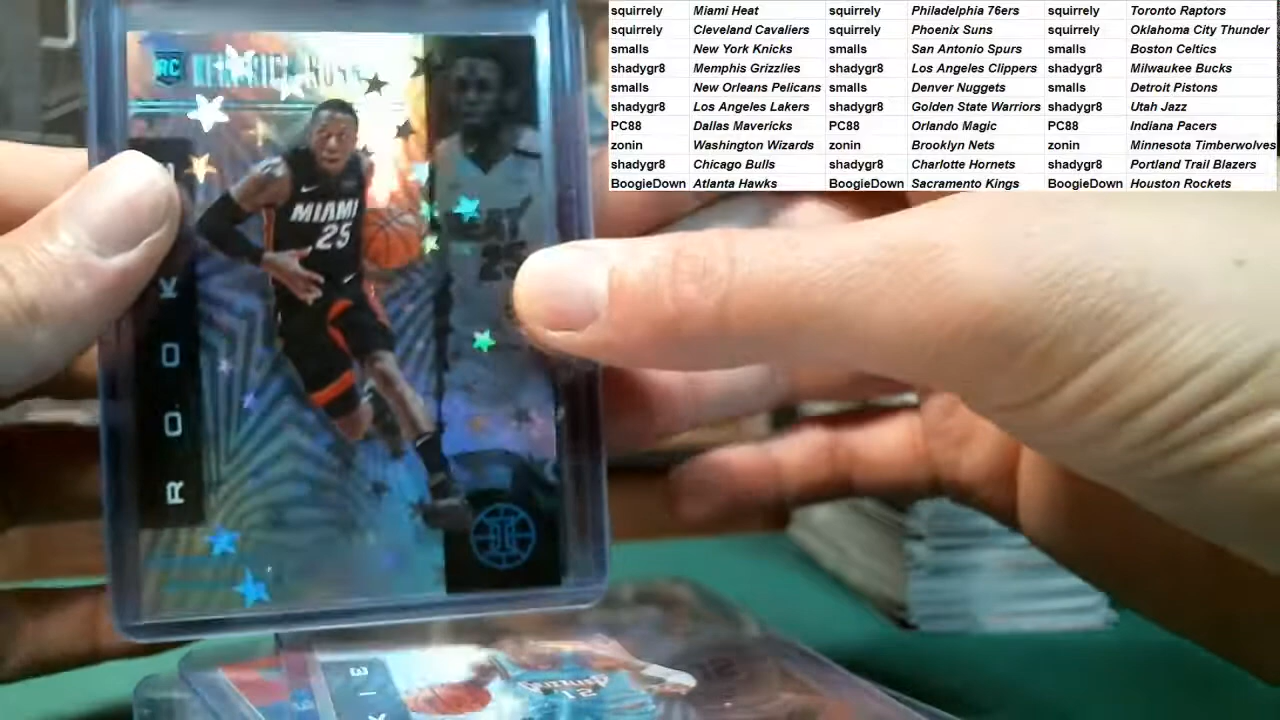 squirrely Miami Heat squirrely Philadelphia 76ers squirrely Toronto Raptors
squirrely Cleveland Cavaliers squirrely Phoenix Suns squirrely Oklahoma City Thunder
smalls New York Knicks smalls San Antonio Spurs smalls Boston Celtics
shadygr8 Memphis Grizzlies shadygr8 Los Angeles Clippers shadygr8 Milwaukee Bucks
smalls New Orleans Pelicans smalls Denver Nuggets smalls Detroit Pistons
shadygr8 Los Angeles Lakers shadygr8 Golden State Warriors shadygr8 Utah Jazz
PC88 Dallas Mavericks PC88 Orlando Magic PC88 Indiana Pacers
zonin Washington Wizards zonin Brooklyn Nets zonin Minnesota Timberwolves
shadygr8 Chicago Bulls shadygr8 Charlotte Hornets shadygr8 Portland Trail Blazers
BoogieDown Atlanta Hawks BoogieDown Sacramento Kings BoogieDown Houston Rockets
RC
MIAMI
25
25
12